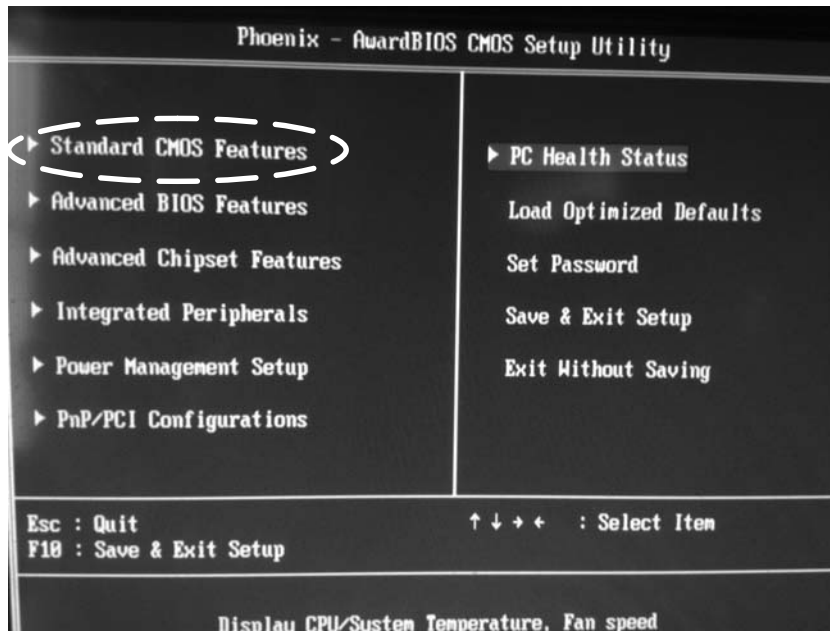 Phoenix - AwardBIOS CMOS Setup Utility
▶ Standard CMOS Features
▶ Advanced BIOS Features
▶ Advanced Chipset Features
▶ Integrated Peripherals
▶ Power Management Setup
▶ PnP/PCI Configurations
▶ PC Health Status
Load Optimized Defaults
Set Password
Save & Exit Setup
Exit Without Saving
Esc : Quit
F10 : Save & Exit Setup
↑ ↓ → ← : Select Item
Display CPU/System Temperature, Fan speed